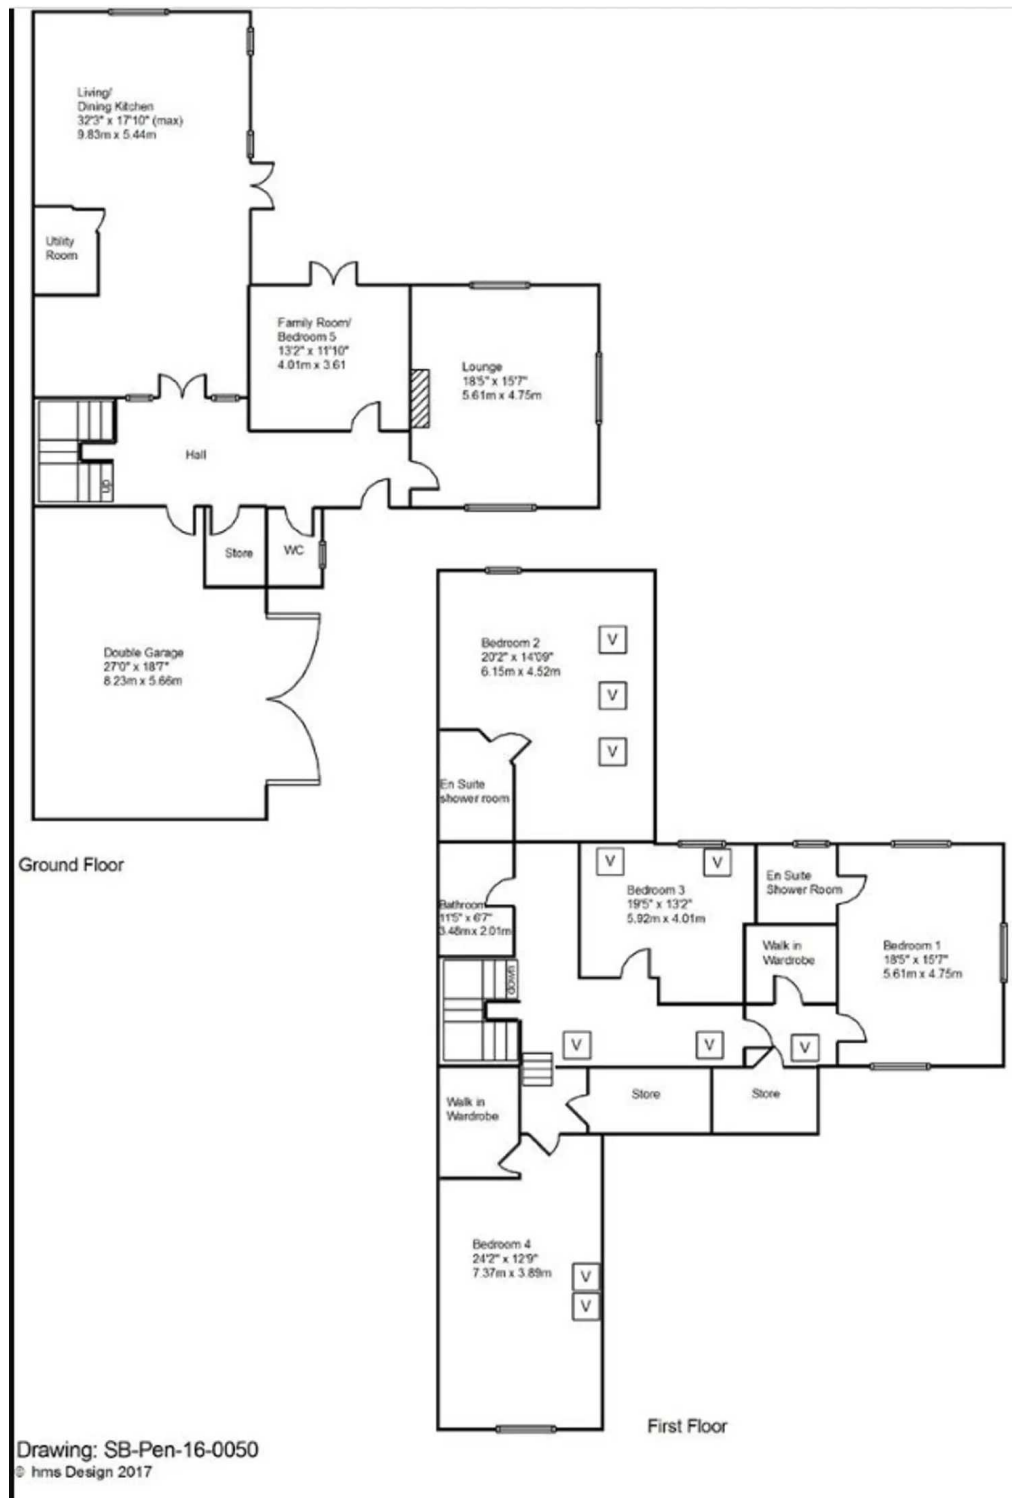 Living/
Dining Kitchen
32'3" x 17'10" (max)
9.83m x 5.44m
Utility
Room
Family Room/
Bedroom 5
13'2" x 11'10"
4.01m x 3.61
Lounge
18'5" x 15'7"
5.61m x 4.75m
Hall
up
Store
WC
Double Garage
27'0" x 18'7"
8.23m x 5.66m
Ground Floor
Bedroom 2
20'2" x 14'09"
6.15m x 4.52m
V
V
V
En Suite
shower room
Bathroom
11'5" x 6'7"
3.48m x 2.01m
V
V
Bedroom 3
19'5" x 13'2"
5.92m x 4.01m
En Suite
Shower Room
Walk in
Wardrobe
Bedroom 1
18'5" x 15'7"
5.61m x 4.75m
down
V
V
V
Walk in
Wardrobe
Store
Store
Bedroom 4
24'2" x 12'9"
7.37m x 3.89m
V
V
First Floor
Drawing: SB-Pen-16-0050
© hms Design 2017